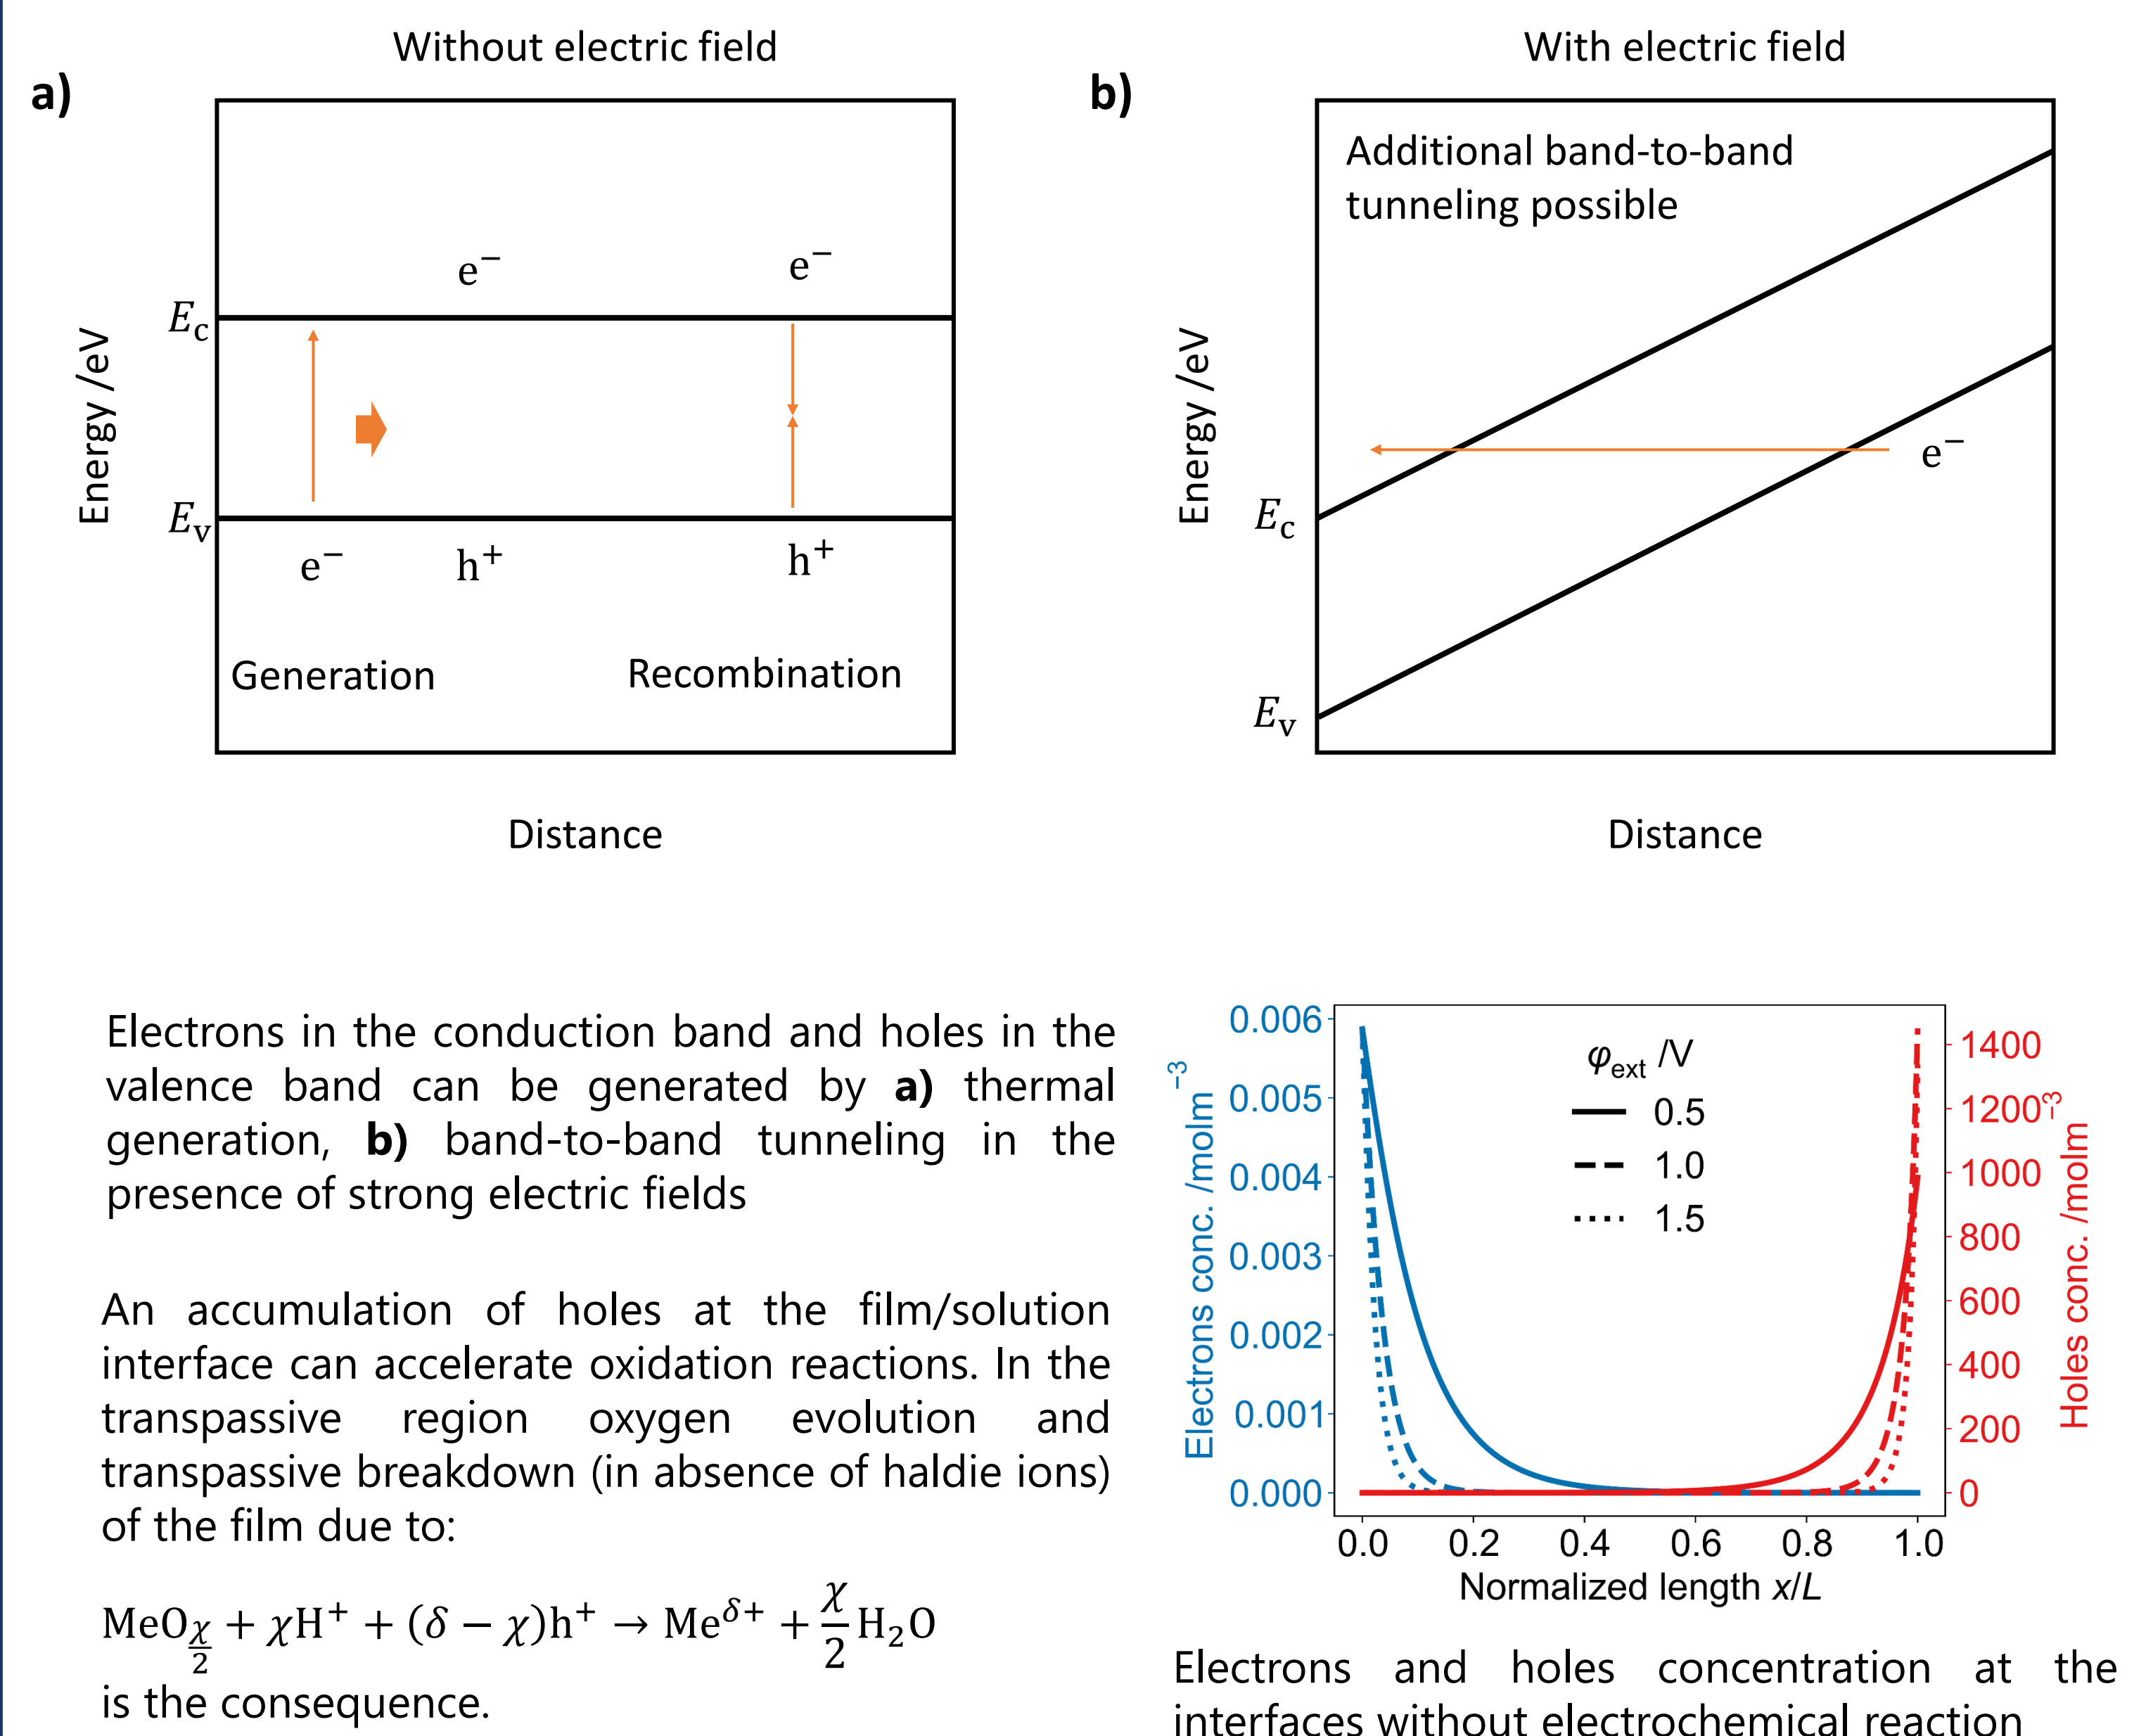 Without electric field
a)
Energy /eV
E_c
E_v
e⁻
e⁻
e⁻
h⁺
h⁺
Generation
Recombination
Distance
With electric field
b)
Additional band-to-band
tunneling possible
Energy /eV
E_c
E_v
e⁻
Distance
Electrons in the conduction band and holes in the
valence band can be generated by a) thermal
generation, b) band-to-band tunneling in the
presence of strong electric fields
An accumulation of holes at the film/solution
interface can accelerate oxidation reactions. In the
transpassive region oxygen evolution and
transpassive breakdown (in absence of haldie ions)
of the film due to:
MeO_{χ/2} + χH⁺ + (δ − χ)h⁺ → Me^{δ+} + χ/2 H₂O
is the consequence.
Electrons conc. /molm⁻³
0.006
0.005
0.004
0.003
0.002
0.001
0.000
φ_ext /V
0.5
1.0
1.5
1400
1200
1000
800
600
400
200
0
Holes conc. /molm⁻³
0.0 0.2 0.4 0.6 0.8 1.0
Normalized length x/L
Electrons and holes concentration at the
interfaces without electrochemical reaction